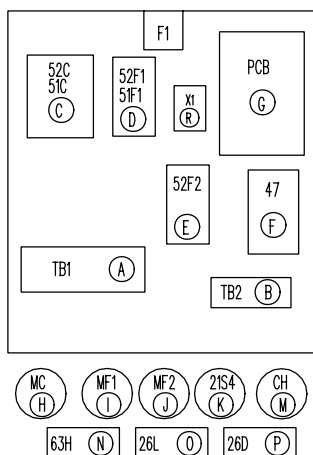 F1
52C
51C
C
52F1
51F1
D
X1
R
PCB
G
52F2
E
47
F
TB1 A
TB2 B
MC
H
MF1
I
MF2
J
21S4
K
CH
M
63H N
26L O
26D P